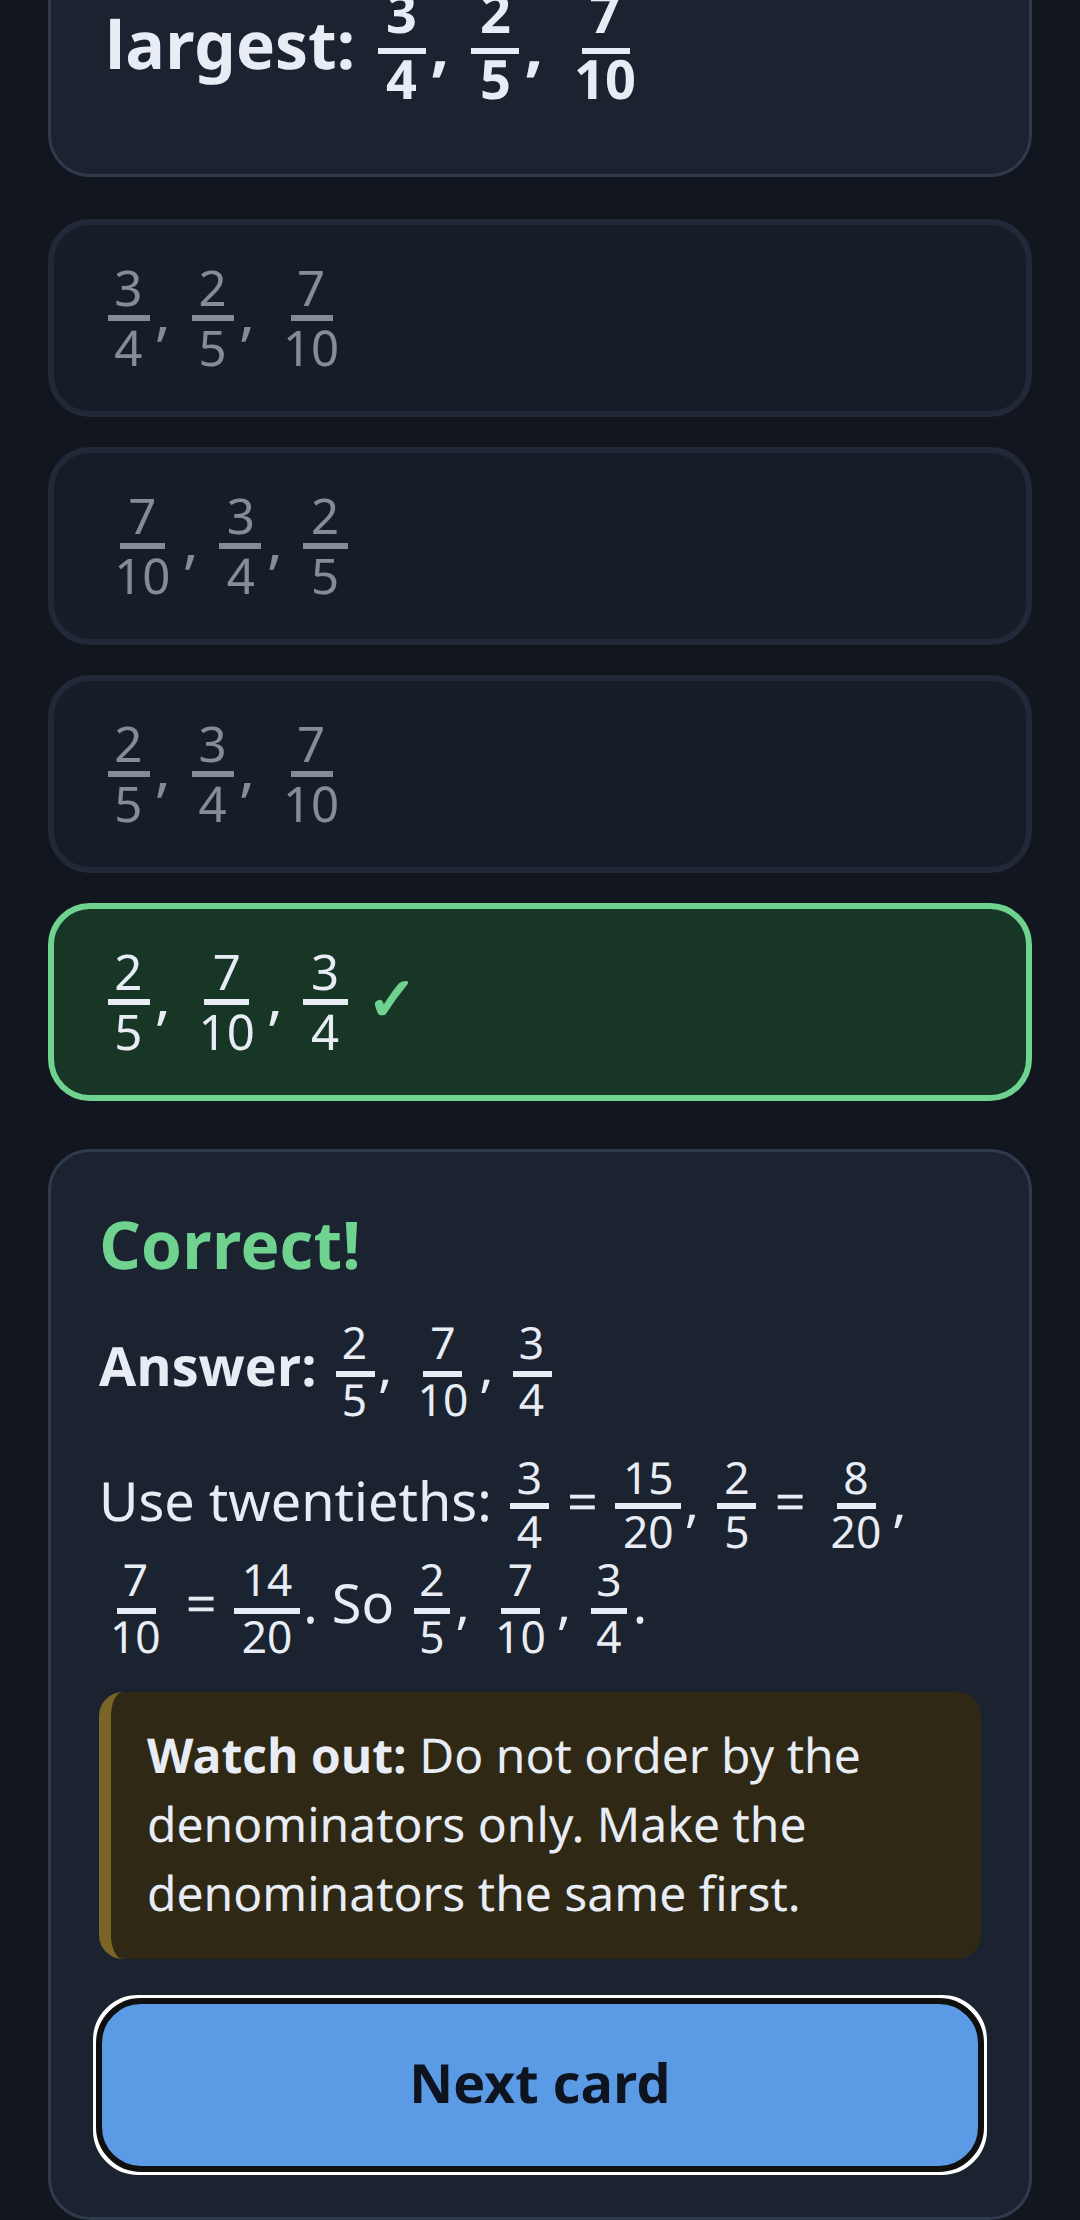 largest: 3/4, 2/5, 7/10
3/4, 2/5, 7/10
7/10, 3/4, 2/5
2/5, 3/4, 7/10
2/5, 7/10, 3/4 ✓
Correct!
Answer: 2/5, 7/10, 3/4
Use twentieths: 3/4 = 15/20, 2/5 = 8/20,
7/10 = 14/20. So 2/5, 7/10, 3/4.
Watch out: Do not order by the
denominators only. Make the
denominators the same first.
Next card